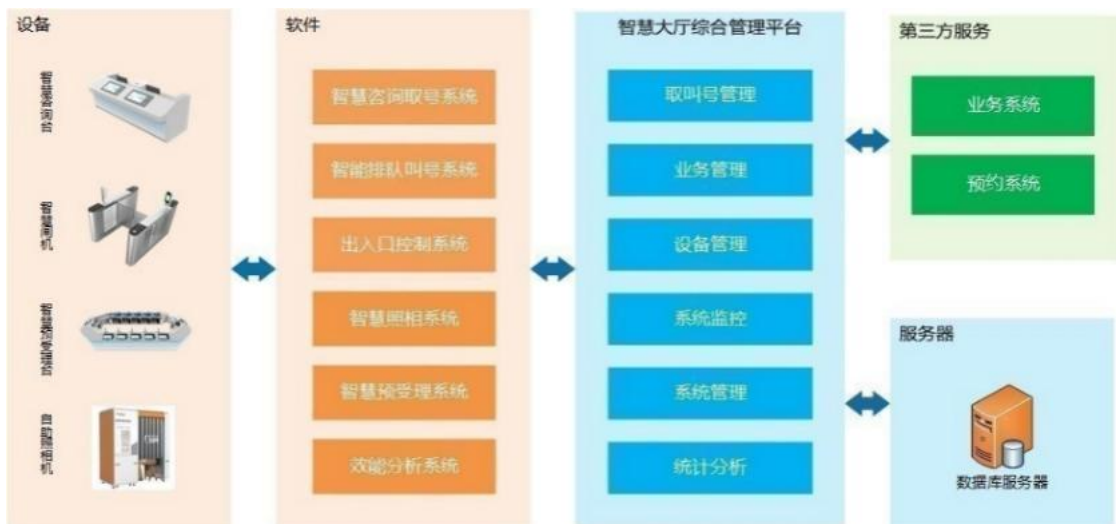 设备
智慧咨询台
智慧闸机
智慧预受理台
自助照相机
软件
智慧咨询取号系统
智能排队叫号系统
出入口控制系统
智慧照相系统
智慧预受理系统
效能分析系统
智慧大厅综合管理平台
取叫号管理
业务管理
设备管理
系统监控
系统管理
统计分析
第三方服务
业务系统
预约系统
服务器
数据库服务器